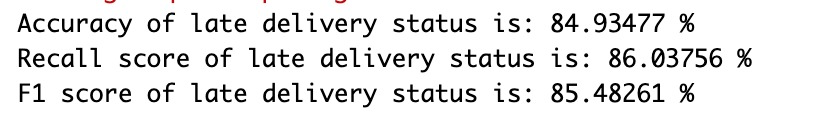 Accuracy of late delivery status is: 84.93477 %
Recall score of late delivery status is: 86.03756 %
F1 score of late delivery status is: 85.48261 %